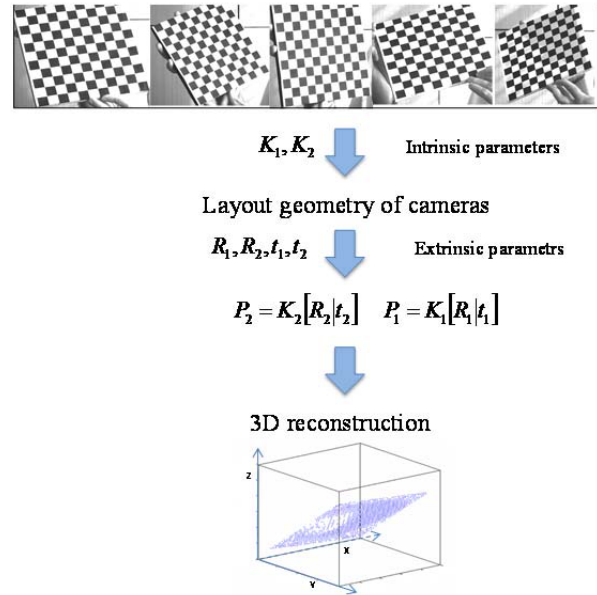 K₁, K₂ Intrinsic parameters
Layout geometry of cameras
R₁, R₂, t₁, t₂ Extrinsic parametrs
P₂ = K₂[R₂|t₂] P₁ = K₁[R₁|t₁]
3D reconstruction
Z
X
Y